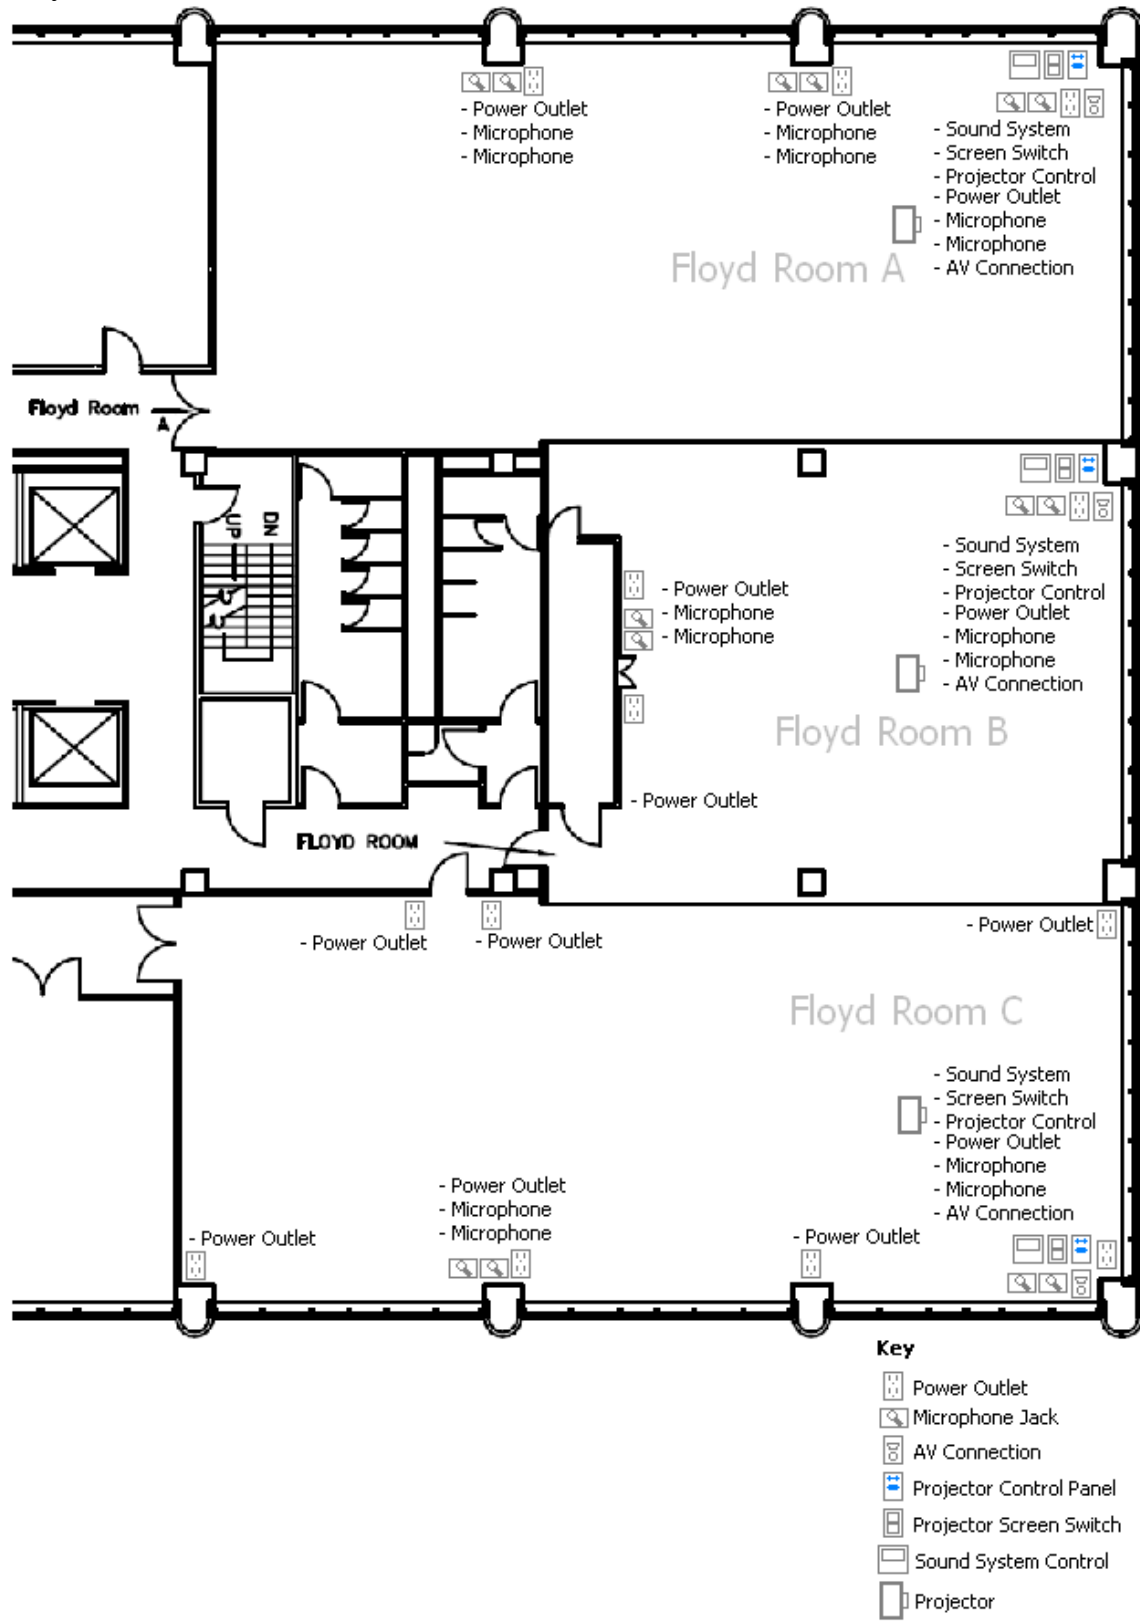 - Power Outlet
- Microphone
- Microphone
- Power Outlet
- Microphone
- Microphone
- Sound System
- Screen Switch
- Projector Control
- Power Outlet
- Microphone
- Microphone
- AV Connection
Floyd Room A
Floyd Room
A
UP
DN
- Sound System
- Screen Switch
- Projector Control
- Power Outlet
- Microphone
- Microphone
- AV Connection
- Power Outlet
- Microphone
- Microphone
Floyd Room B
- Power Outlet
FLOYD ROOM
- Power Outlet
- Power Outlet
- Power Outlet
Floyd Room C
- Sound System
- Screen Switch
- Projector Control
- Power Outlet
- Microphone
- Microphone
- AV Connection
- Power Outlet
- Microphone
- Microphone
- Power Outlet
- Power Outlet
Key
Power Outlet
Microphone Jack
AV Connection
Projector Control Panel
Projector Screen Switch
Sound System Control
Projector